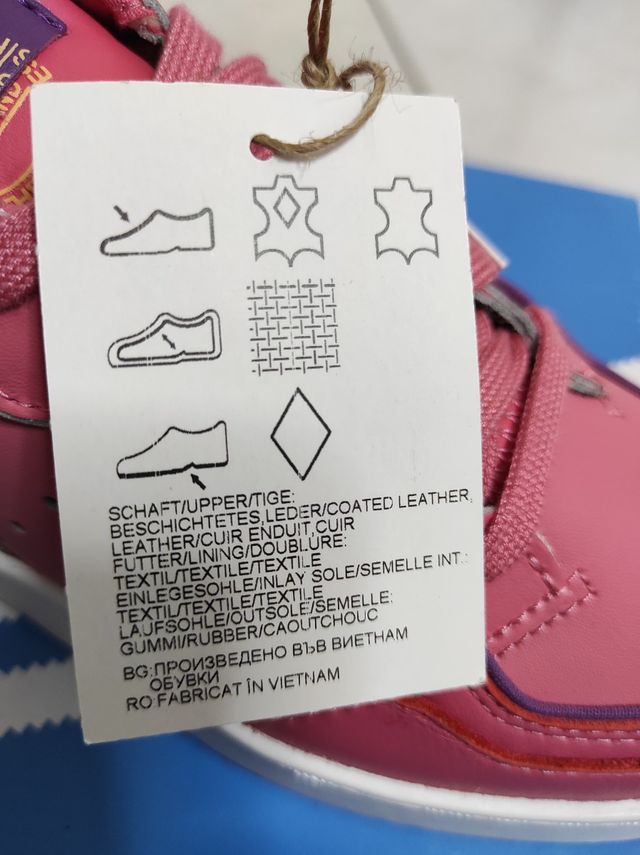 SCHAFT/UPPER/TIGE:
BESCHICHTETES,LEDER/COATED LEATHER,
LEATHER/CUIR ENDUIT,CUIR
FUTTER/LINING/DOUBLURE:
TEXTIL/TEXTILE/TEXTILE
EINLEGESOHLE/INLAY SOLE/SEMELLE INT.:
TEXTIL/TEXTILE/TEXTILE
LAUFSOHLE/OUTSOLE/SEMELLE:
GUMMI/RUBBER/CAOUTCHOUC
BG:ПРОИЗВЕДЕНО ВЪВ ВИЕТНАМ
ОБУВКИ
RO:FABRICAT ÎN VIETNAM